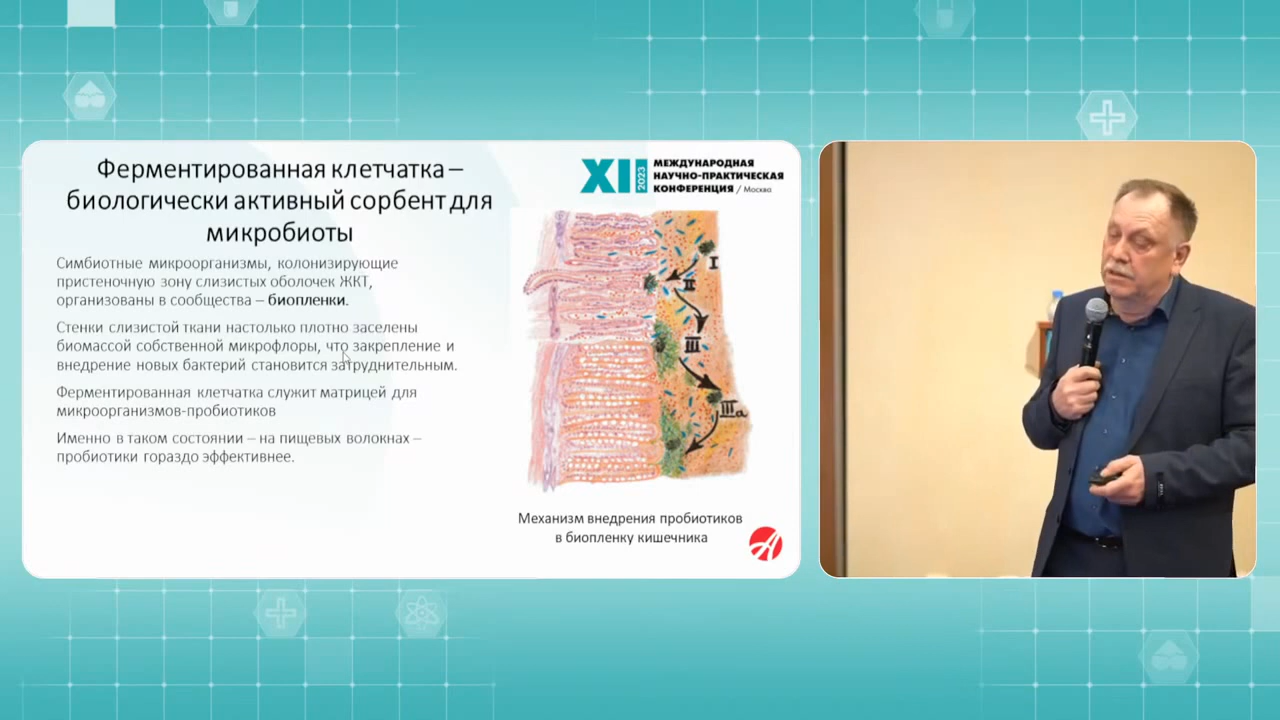 Ферментированная клетчатка –
биологически активный сорбент для
микробиоты
XII 2023 МЕЖДУНАРОДНАЯ
НАУЧНО-ПРАКТИЧЕСКАЯ
КОНФЕРЕНЦИЯ / Москва
Симбиотные микроорганизмы, колонизирующие
пристеночную зону слизистых оболочек ЖКТ,
организованы в сообщества – биопленки.
Стенки слизистой ткани настолько плотно заселены
биомассой собственной микрофлоры, что закрепление и
внедрение новых бактерий становится затруднительным.
Ферментированная клетчатка служит матрицей для
микроорганизмов-пробиотиков
Именно в таком состоянии – на пищевых волокнах –
пробиотики гораздо эффективнее.
I
II
III
IIIa
Механизм внедрения пробиотиков
в биопленку кишечника